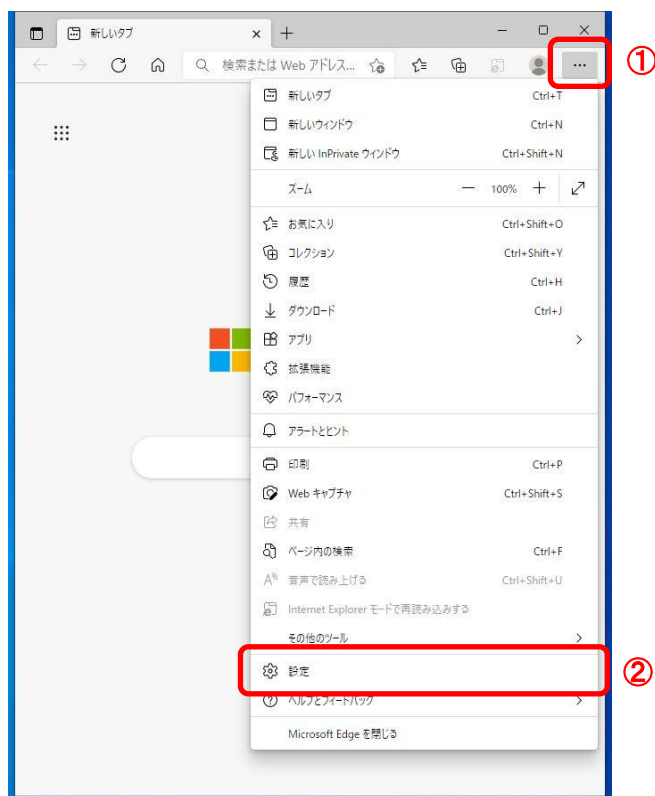 新しいタブ
検索または Web アドレス...
①
新しいタブ Ctrl+T
新しいウィンドウ Ctrl+N
新しい InPrivate ウィンドウ Ctrl+Shift+N
ズーム 100%
お気に入り Ctrl+Shift+O
コレクション Ctrl+Shift+Y
履歴 Ctrl+H
ダウンロード Ctrl+J
アプリ
拡張機能
パフォーマンス
アラートとヒント
印刷 Ctrl+P
Web キャプチャ Ctrl+Shift+S
共有
ページ内の検索 Ctrl+F
音声で読み上げる Ctrl+Shift+U
Internet Explorer モードで再読み込みする
その他のツール
設定
②
ヘルプとフィードバック
Microsoft Edge を閉じる